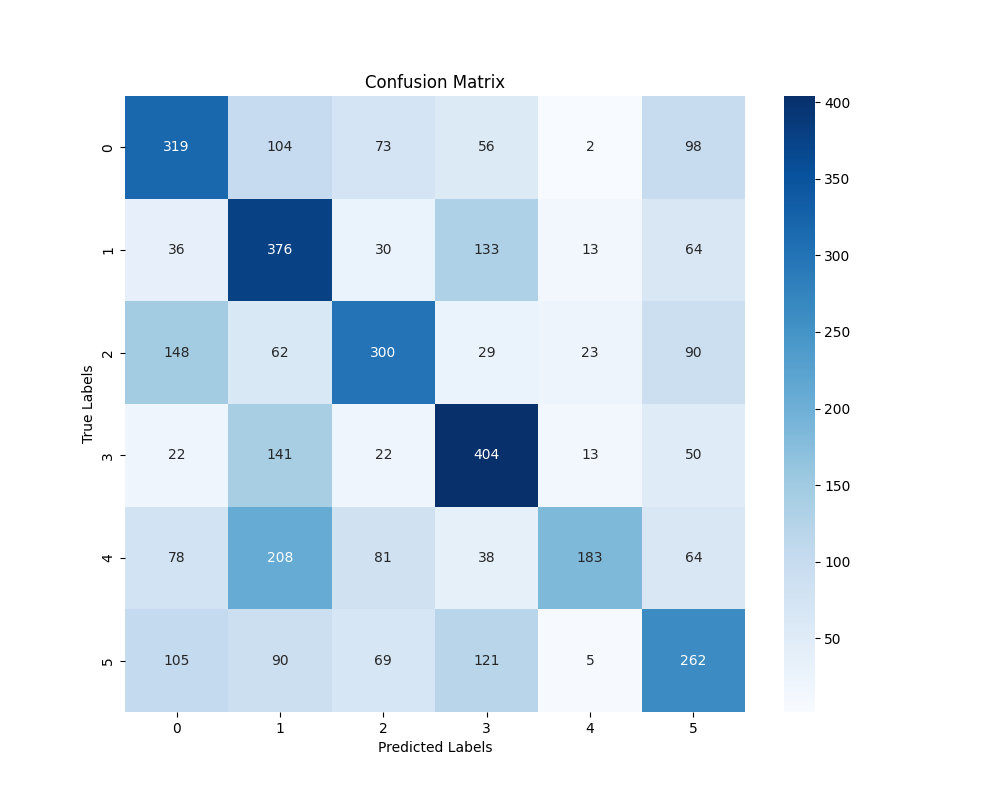 Confusion Matrix
0 319 104 73 56 2 98
1 36 376 30 133 13 64
2 148 62 300 29 23 90
3 22 141 22 404 13 50
4 78 208 81 38 183 64
5 105 90 69 121 5 262
0 1 2 3 4 5
Predicted Labels
True Labels
400
350
300
250
200
150
100
50